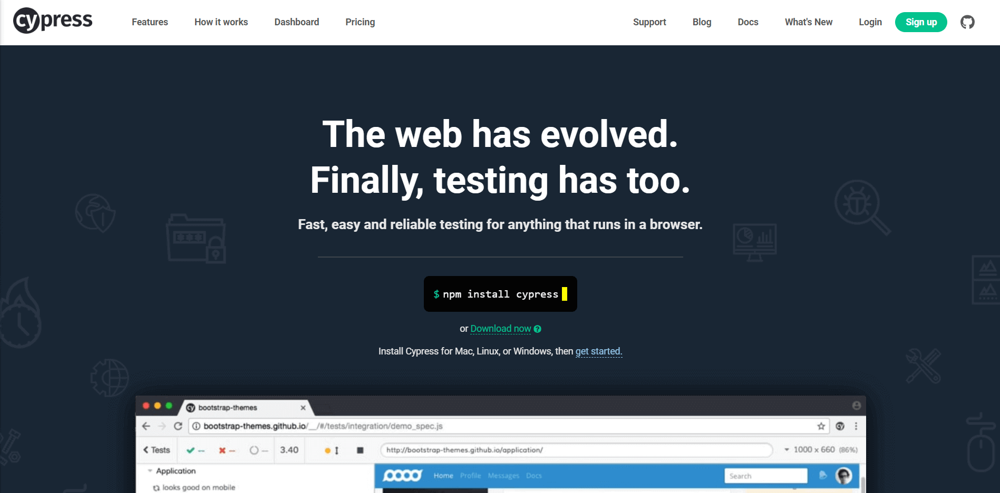 cypress
Features How it works Dashboard Pricing Support Blog Docs What's New Login Sign up
The web has evolved.
Finally, testing has too.
Fast, easy and reliable testing for anything that runs in a browser.
$ npm install cypress
or Download now ?
Install Cypress for Mac, Linux, or Windows, then get started.
cy bootstrap-themes
bootstrap-themes.github.io/__/#/tests/integration/demo_spec.js cy
Tests -- -- -- 3.40 http://bootstrap-themes.github.io/application/ 1000 x 660 (86%)
Application
looks good on mobile
Home Profile Messages Docs Search